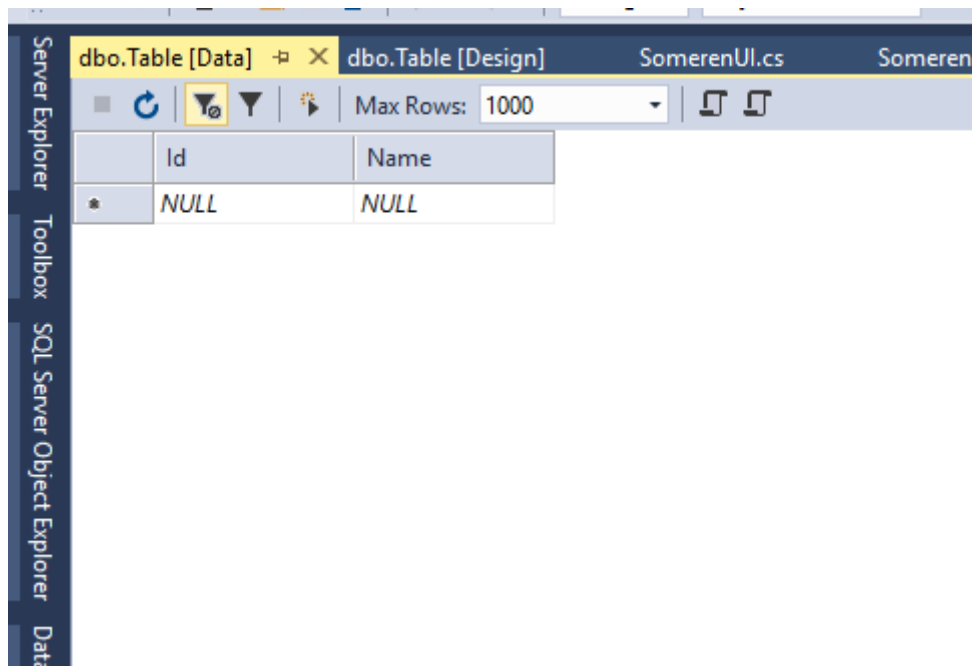 dbo.Table [Data]
dbo.Table [Design]
SomerenUI.cs
Someren
Max Rows: 1000
Id Name
NULL NULL
Server Explorer
Toolbox
SQL Server Object Explorer
Data